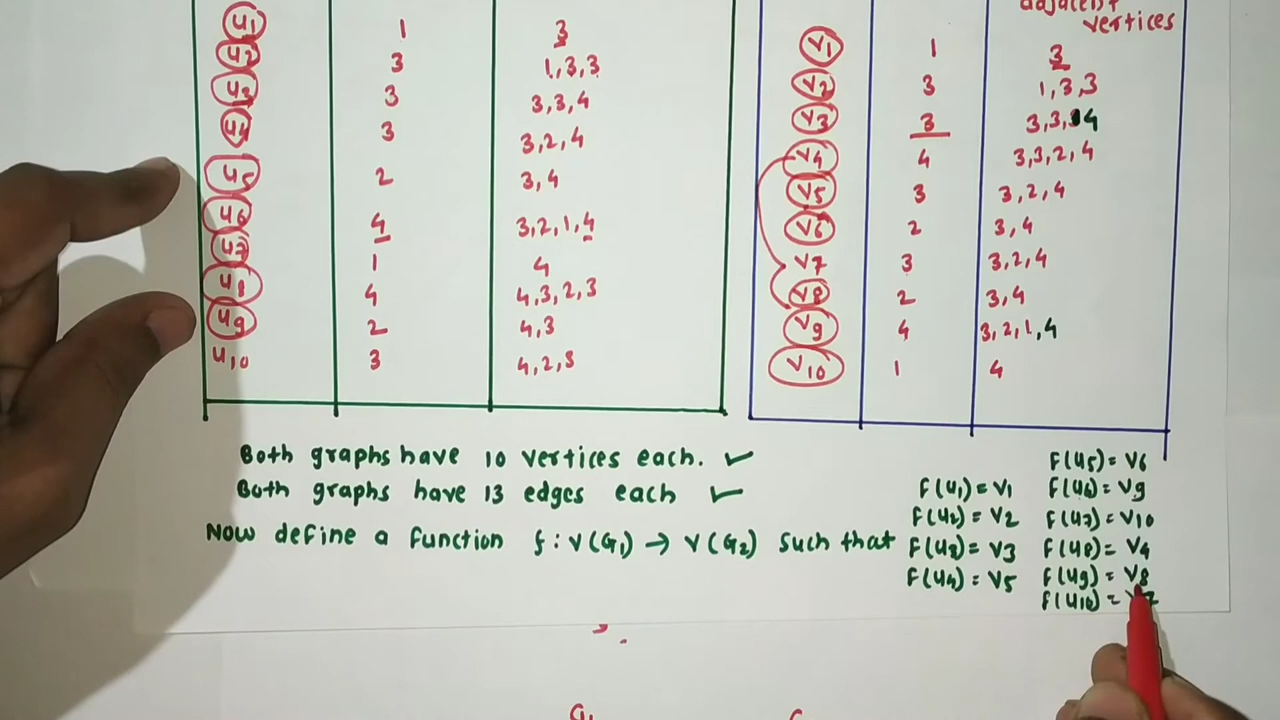 u1 1 3
u2 3 1,3,3
u3 3 3,3,4
u4 3 3,2,4
u5 2 3,4
u6 4 3,2,1,4
u7 1 4
u8 4 4,3,2,3
u9 2 4,3
u10 3 4,2,3
adjacent
vertices
v1 1 3
v2 3 1,3,3
v3 3 3,3,4
v4 4 3,3,2,4
v5 3 3,2,4
v6 2 3,4
v7 3 3,2,4
v8 2 3,4
v9 4 3,2,1,4
v10 1 4
Both graphs have 10 vertices each. ✓
Both graphs have 13 edges each ✓
Now define a function f: V(G1) → V(G2) such that
F(u1) = V1
F(u2) = V2
F(u3) = V3
F(u4) = V5
F(u5) = V6
F(u6) = V9
F(u7) = V10
F(u8) = V4
F(u9) = V8
F(u10) =